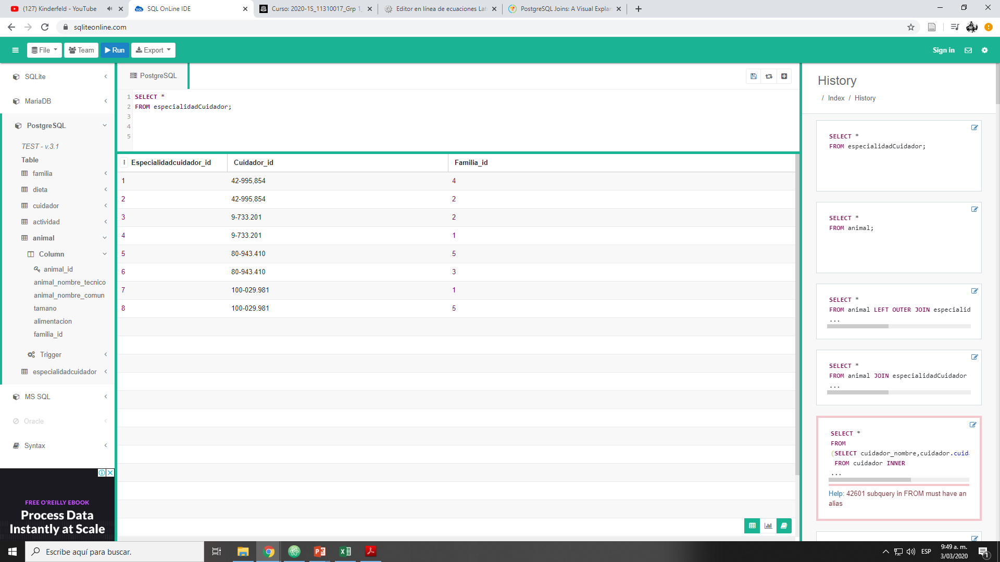 (127) Kinderfeld - YouTube
SQL OnLine IDE
Curso: 2020-1S_11310017_Grp 1
Editor en línea de ecuaciones Lat
PostgreSQL Joins: A Visual Explan
sqliteonline.com
File
Team
Run
Export
Sign in
SQLite
MariaDB
PostgreSQL
TEST - v.3.1
Table
familia
dieta
cuidador
actividad
animal
Column
animal_id
animal_nombre_tecnico
animal_nombre_comun
tamano
alimentacion
familia_id
Trigger
especialidadcuidador
MS SQL
Oracle
Syntax
FREE O'REILLY EBOOK
Process Data
Instantly at Scale
PostgreSQL
1 SELECT *
2 FROM especialidadCuidador;
3
4
5
Especialidadcuidador_id Cuidador_id Familia_id
1 42-995,854 4
2 42-995,854 2
3 9-733.201 2
4 9-733.201 1
5 80-943.410 5
6 80-943.410 3
7 100-029.981 1
8 100-029.981 5
History
/ Index / History
SELECT *
FROM especialidadCuidador;
SELECT *
FROM animal;
SELECT *
FROM animal LEFT OUTER JOIN especialid
...
SELECT *
FROM animal JOIN especialidadCuidador
...
SELECT *
FROM
(SELECT cuidador_nombre,cuidador.cuid
FROM cuidador INNER
...
Help: 42601 subquery in FROM must have an
alias
Escribe aquí para buscar.
ESP
9:49 a. m.
3/03/2020
1